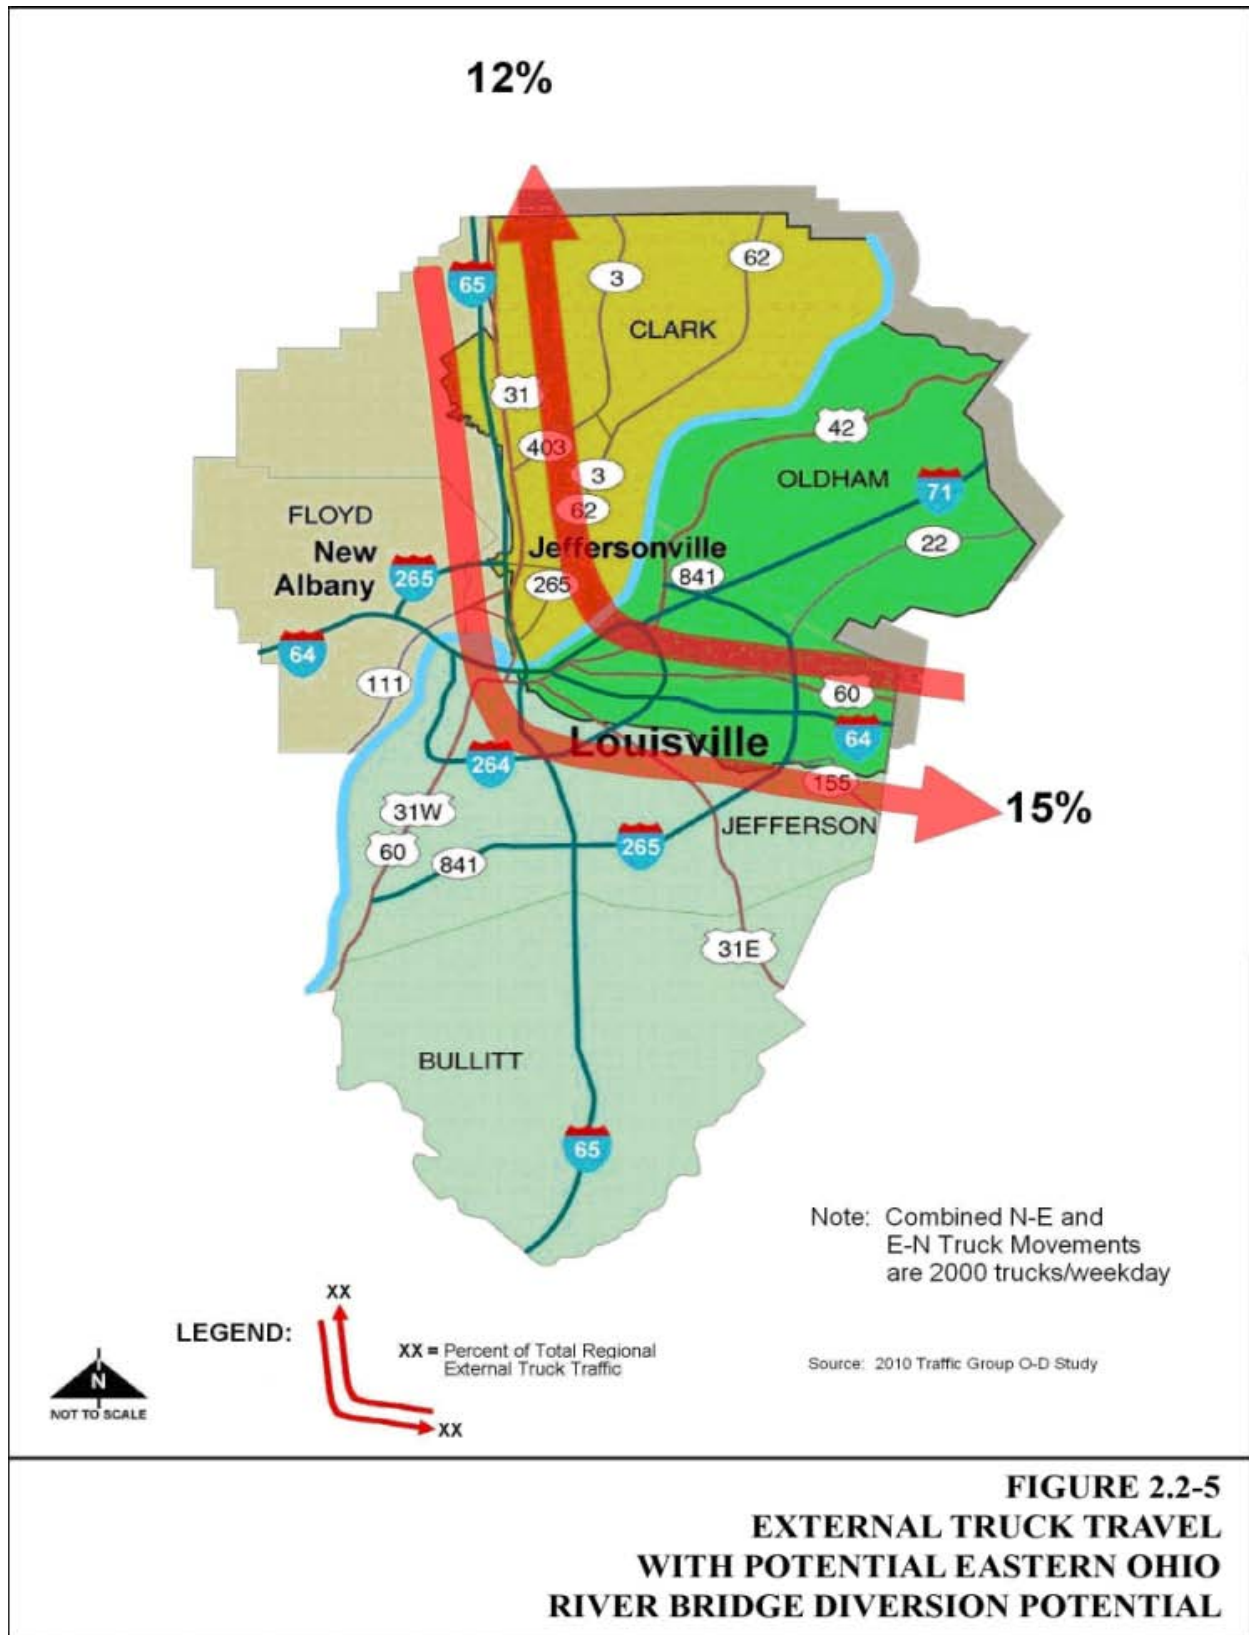 12%
65
3
62
CLARK
31
42
403
3
OLDHAM
71
62
FLOYD
22
New
Albany
Jeffersonville
265
265
841
64
111
60
Louisville
64
264
155
15%
31W
JEFFERSON
60
841
265
31E
BULLITT
65
Note: Combined N-E and
E-N Truck Movements
are 2000 trucks/weekday
XX
LEGEND:
XX = Percent of Total Regional
External Truck Traffic
Source: 2010 Traffic Group O-D Study
N
NOT TO SCALE
XX
FIGURE 2.2-5
EXTERNAL TRUCK TRAVEL
WITH POTENTIAL EASTERN OHIO
RIVER BRIDGE DIVERSION POTENTIAL